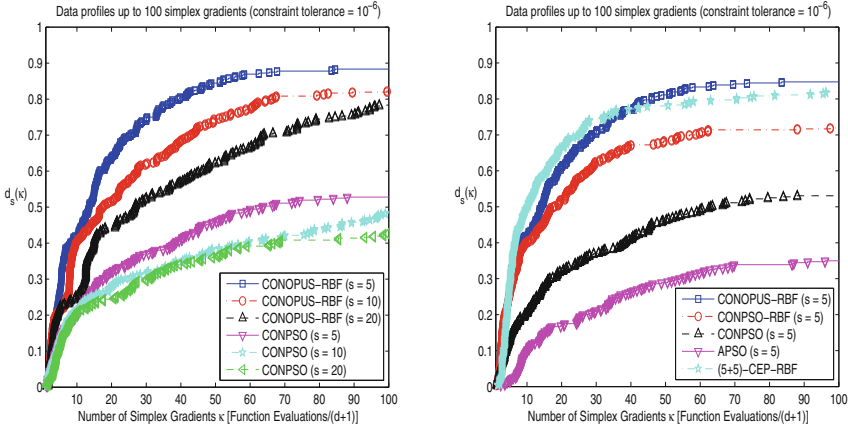 Data profiles up to 100 simplex gradients (constraint tolerance = 10⁻⁶)
1
0.9
0.8
0.7
0.6
0.5
0.4
0.3
0.2
0.1
0
d_s(κ)
CONOPUS−RBF (s = 5)
CONOPUS−RBF (s = 10)
CONOPUS−RBF (s = 20)
CONPSO (s = 5)
CONPSO (s = 10)
CONPSO (s = 20)
10 20 30 40 50 60 70 80 90 100
Number of Simplex Gradients κ [Function Evaluations/(d+1)]
Data profiles up to 100 simplex gradients (constraint tolerance = 10⁻⁶)
1
0.9
0.8
0.7
0.6
0.5
0.4
0.3
0.2
0.1
0
d_s(κ)
CONOPUS−RBF (s = 5)
CONPSO−RBF (s = 5)
CONPSO (s = 5)
APSO (s = 5)
(5+5)−CEP−RBF
10 20 30 40 50 60 70 80 90 100
Number of Simplex Gradients κ [Function Evaluations/(d+1)]